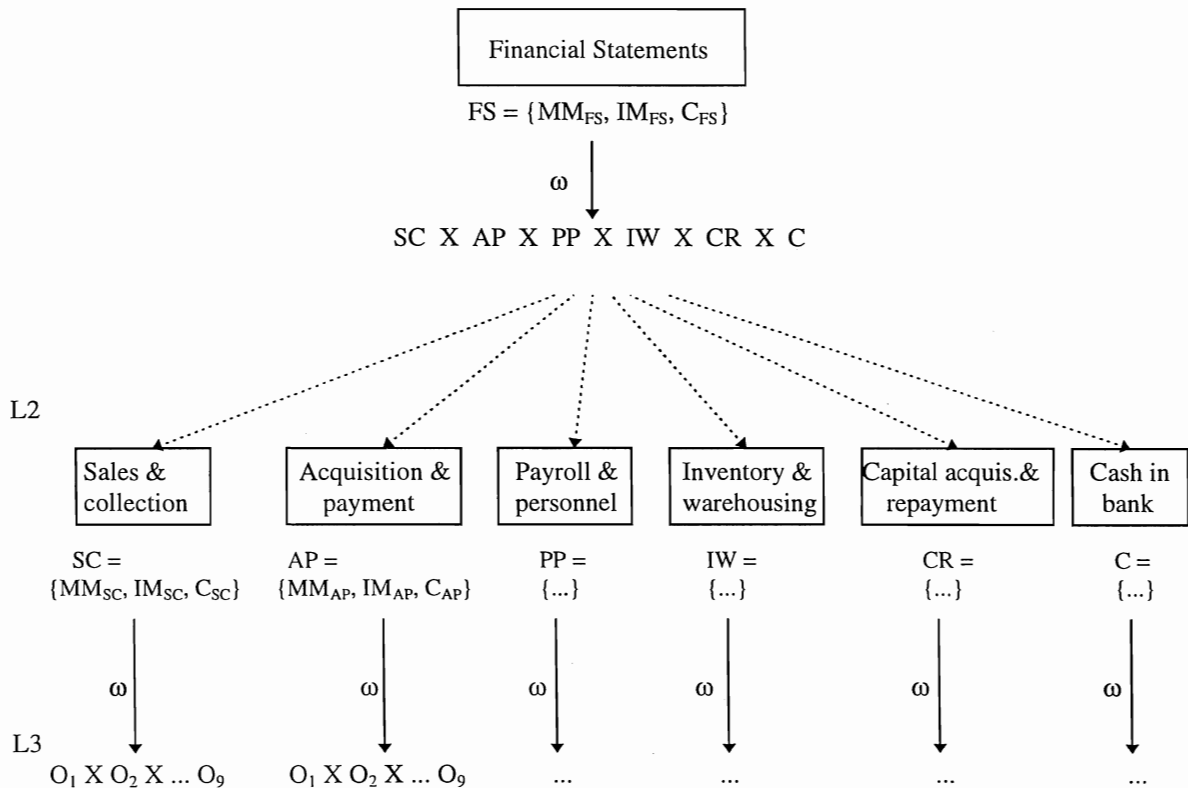 Financial Statements
FS = {MM_FS, IM_FS, C_FS}
ω
SC X AP X PP X IW X CR X C
L2
Sales &
collection
Acquisition &
payment
Payroll &
personnel
Inventory &
warehousing
Capital acquis.&
repayment
Cash in
bank
SC =
{MM_SC, IM_SC, C_SC}
AP =
{MM_AP, IM_AP, C_AP}
PP =
{...}
IW =
{...}
CR =
{...}
C =
{...}
ω ω ω ω ω ω
L3
O_1 X O_2 X ... O_9
O_1 X O_2 X ... O_9
...
...
...
...